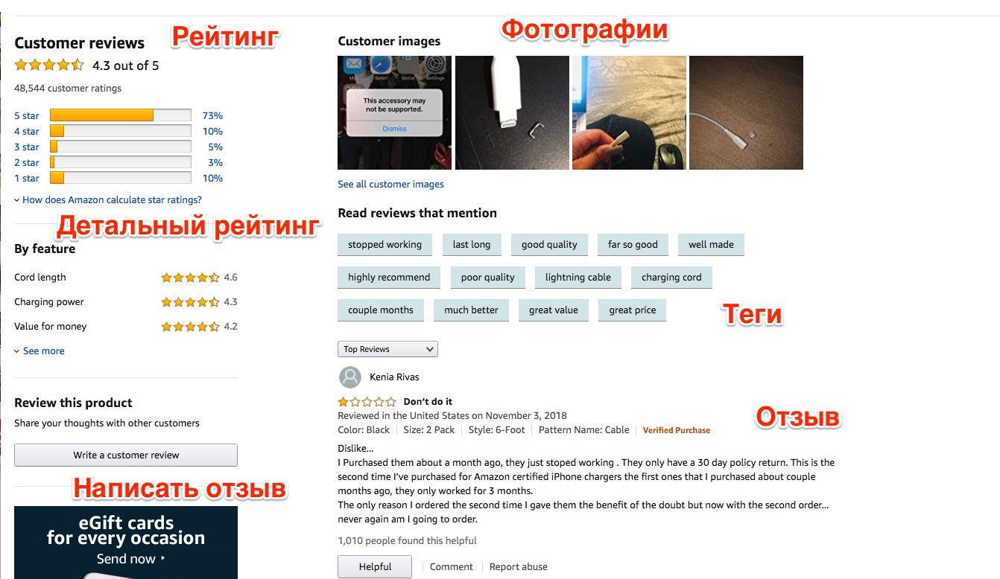 Customer reviews
Рейтинг
4.3 out of 5
48,544 customer ratings
5 star 73%
4 star 10%
3 star 5%
2 star 3%
1 star 10%
How does Amazon calculate star ratings?
Детальный рейтинг
By feature
Cord length 4.6
Charging power 4.3
Value for money 4.2
See more
Review this product
Share your thoughts with other customers
Write a customer review
Написать отзыв
eGift cards
for every occasion
Send now
Фотографии
Customer images
Mail Safari Social Settings
This accessory may
not be supported.
Dismiss
See all customer images
Read reviews that mention
stopped working last long good quality far so good well made
highly recommend poor quality lightning cable charging cord
couple months much better great value great price
Теги
Top Reviews
Kenia Rivas
Don't do it
Отзыв
Reviewed in the United States on November 3, 2018
Color: Black Size: 2 Pack Style: 6-Foot Pattern Name: Cable Verified Purchase
Dislike...
I Purchased them about a month ago, they just stoped working . They only have a 30 day policy return. This is the
second time I've purchased for Amazon certified iPhone chargers the first ones that I purchased about couple
months ago, they only worked for 3 months.
The only reason I ordered the second time I gave them the benefit of the doubt but now with the second order...
never again am I going to order.
1,010 people found this helpful
Helpful Comment Report abuse